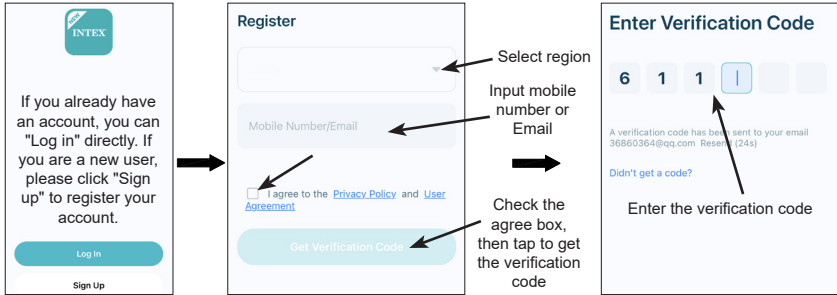 NEW
INTEX
If you already have
an account, you can
"Log in" directly. If
you are a new user,
please click "Sign
up" to register your
account.
Log In
Sign Up
Register
Select region
Mobile Number/Email
Input mobile
number or
Email
I agree to the Privacy Policy and User
Agreement
Get Verification Code
Check the
agree box,
then tap to get
the verification
code
Enter Verification Code
6 1 1
A verification code has been sent to your email
36860364@qq.com Resend (24s)
Didn't get a code?
Enter the verification code